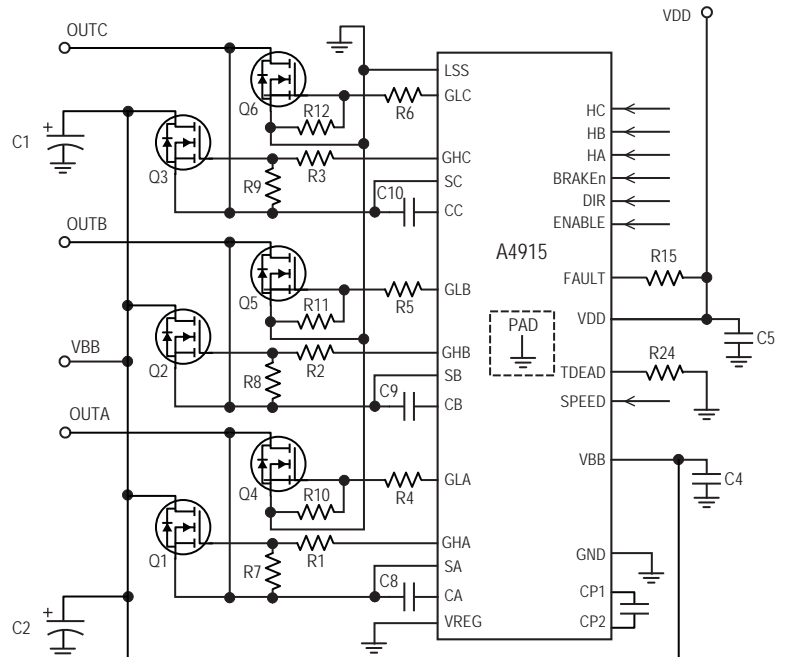 VDD
OUTC
LSS
GLC
Q6
R12
R6
HC
HB
HA
BRAKEn
DIR
ENABLE
+
C1
Q3
GHC
R9
R3
SC
C10
CC
OUTB
A4915
R15
FAULT
Q5
R11
R5
GLB
VDD
C5
PAD
VBB
Q2
R8
R2
GHB
SB
C9
CB
R24
TDEAD
SPEED
OUTA
VBB
C4
Q4
R10
R4
GLA
Q1
R7
R1
GHA
SA
C8
CA
GND
CP1
CP2
+
C2
VREG